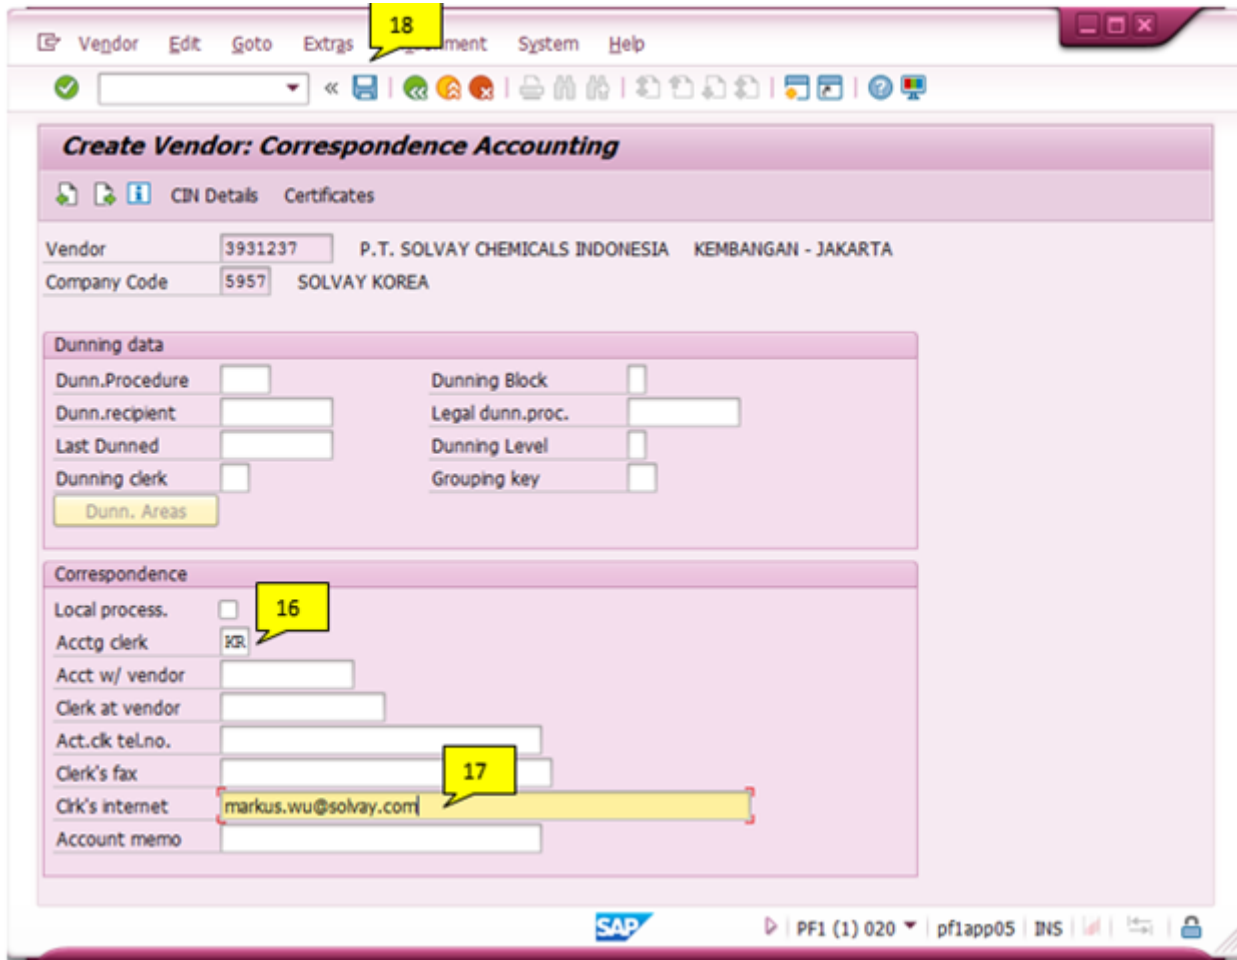 18
Vendor Edit Goto Extras nment System Help
Create Vendor: Correspondence Accounting
CIN Details Certificates
Vendor 3931237 P.T. SOLVAY CHEMICALS INDONESIA KEMBANGAN - JAKARTA
Company Code 5957 SOLVAY KOREA
Dunning data
Dunn.Procedure Dunning Block
Dunn.recipient Legal dunn.proc.
Last Dunned Dunning Level
Dunning clerk Grouping key
Dunn. Areas
Correspondence
Local process. 16
Acctg clerk KR
Acct w/ vendor
Clerk at vendor
Act.clk tel.no.
Clerk's fax 17
Clrk's internet markus.wu@solvay.com
Account memo
SAP PF1 (1) 020 pf1app05 INS